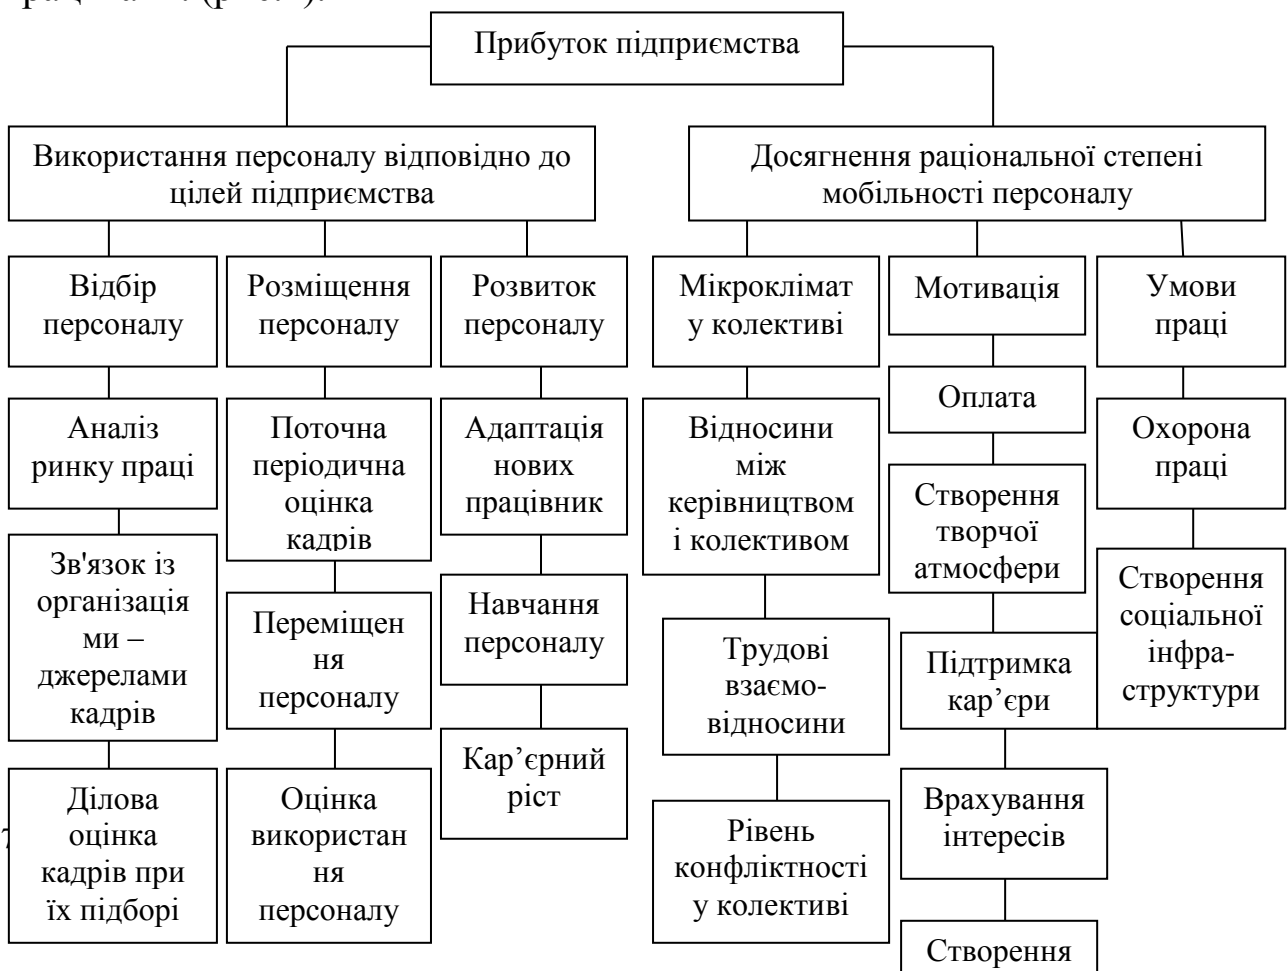 Прибуток підприємства
Використання персоналу відповідно до
цілей підприємства
Досягнення раціональної степені
мобільності персоналу
Відбір
персоналу
Розміщення
персоналу
Розвиток
персоналу
Мікроклімат
у колективі
Мотивація
Умови
праці
Аналіз
ринку праці
Поточна
періодична
оцінка
кадрів
Адаптація
нових
працівник
Відносини
між
керівництвом
і колективом
Оплата
Охорона
праці
Створення
творчої
атмосфери
Зв'язок із
організація
ми –
джерелами
кадрів
Переміщен
ня
персоналу
Навчання
персоналу
Трудові
взаємо-
відносини
Підтримка
кар’єри
Створення
соціальної
інфра-
структури
Ділова
оцінка
кадрів при
їх підборі
Оцінка
використан
ня
персоналу
Кар’єрний
ріст
Рівень
конфліктності
у колективі
Врахування
інтересів
Створення